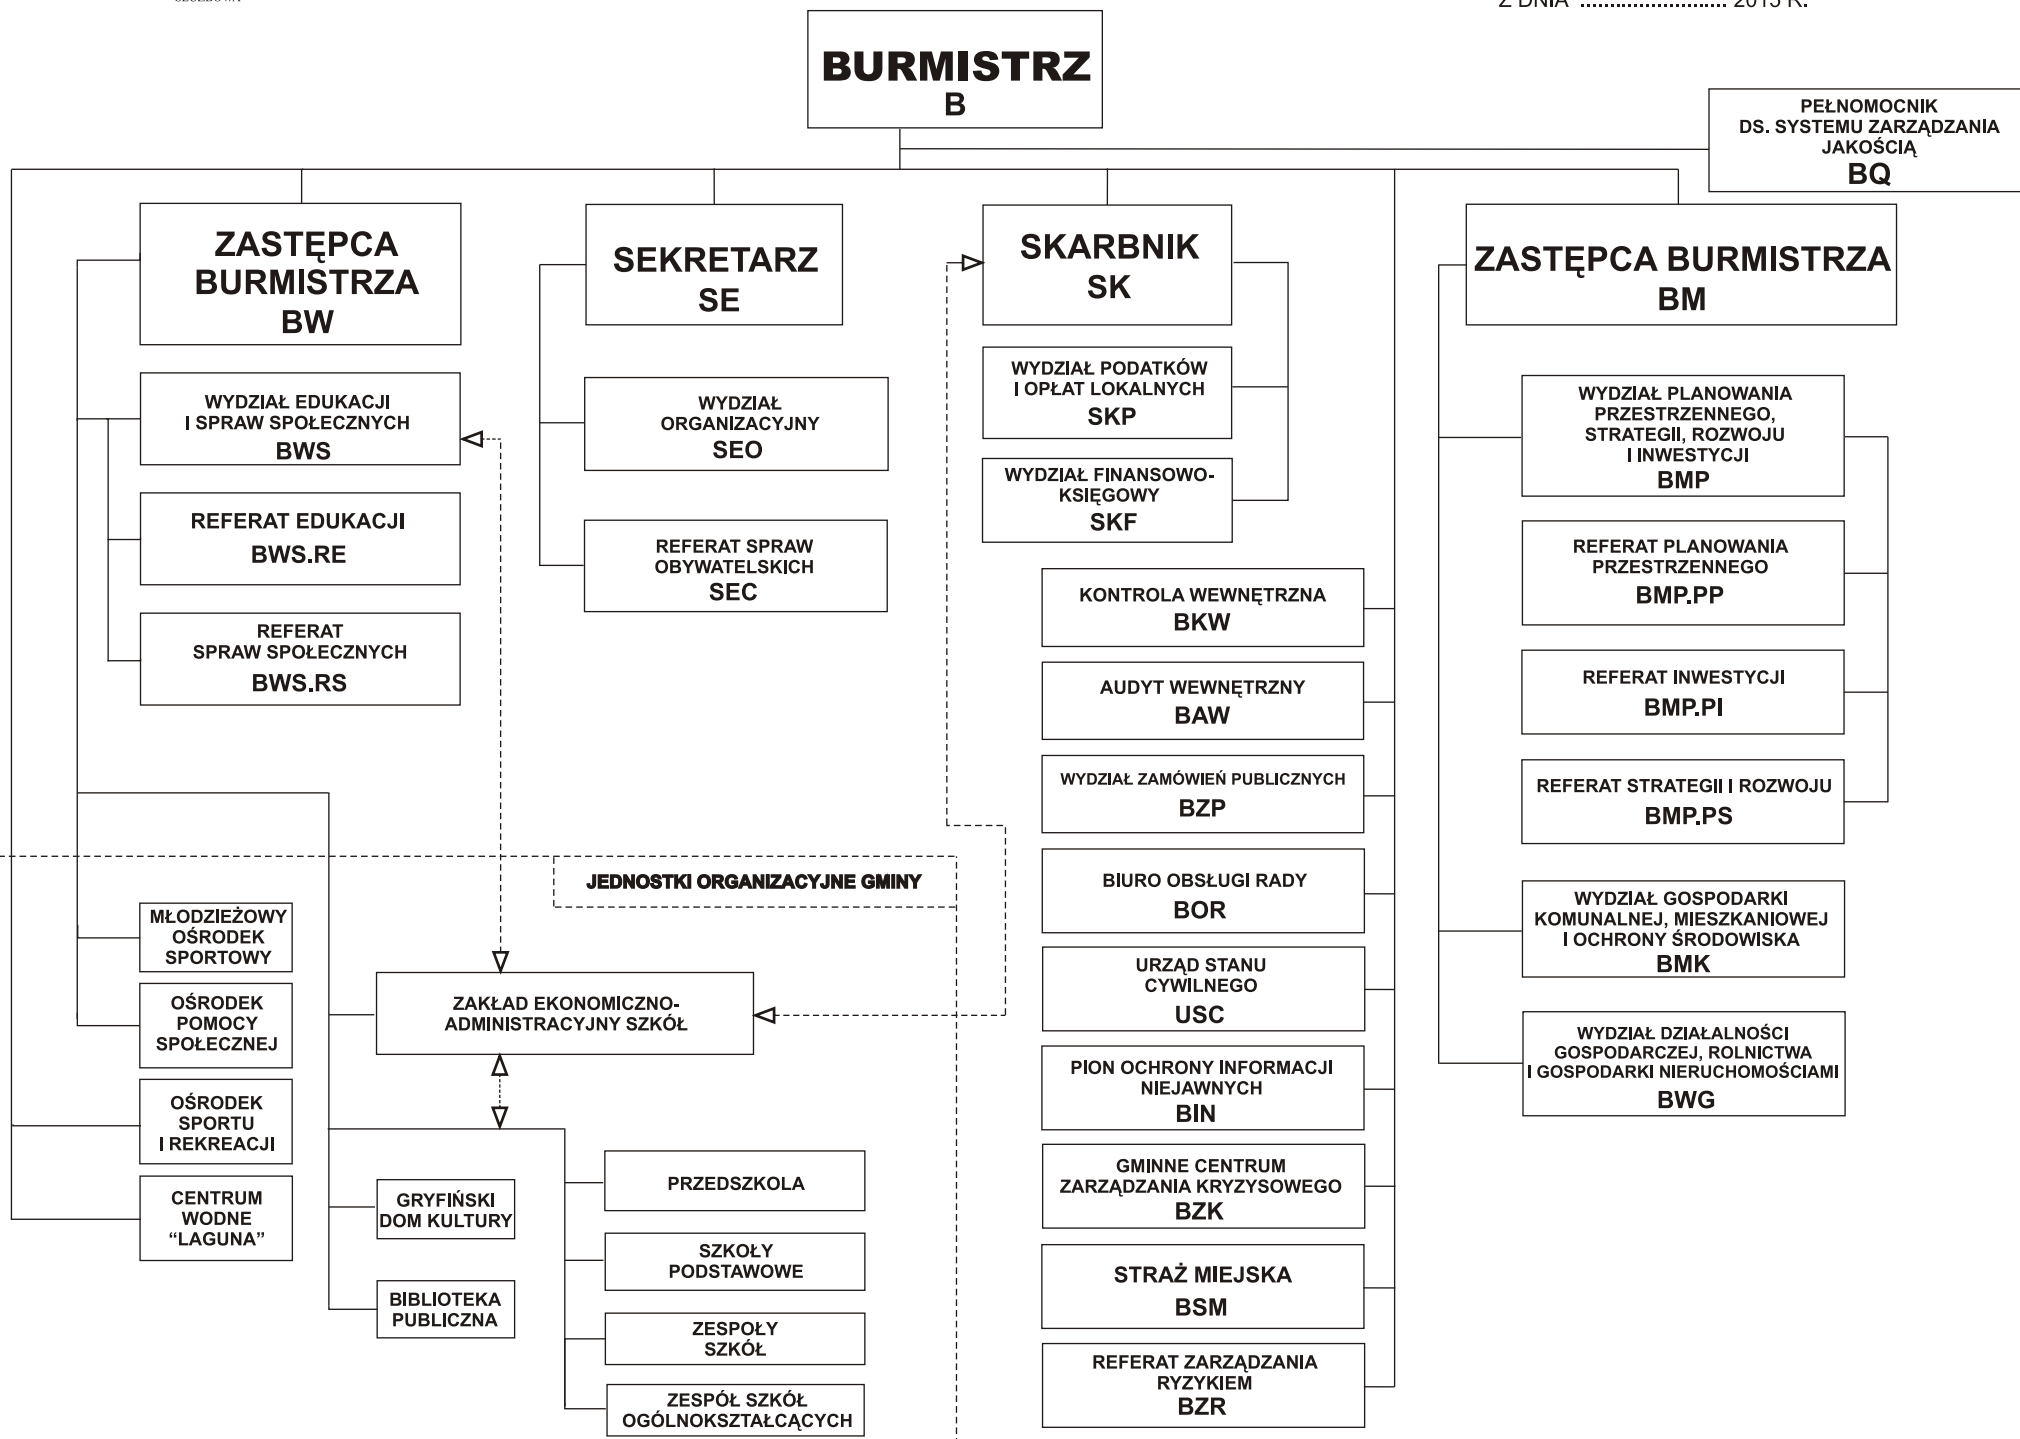 Z DNIA ........................ 2015 R.
BURMISTRZ
B
PEŁNOMOCNIK
DS. SYSTEMU ZARZĄDZANIA
JAKOŚCIĄ
BQ
ZASTĘPCA
BURMISTRZA
BW
SEKRETARZ
SE
SKARBNIK
SK
ZASTĘPCA BURMISTRZA
BM
WYDZIAŁ EDUKACJI
I SPRAW SPOŁECZNYCH
BWS
REFERAT EDUKACJI
BWS.RE
REFERAT
SPRAW SPOŁECZNYCH
BWS.RS
WYDZIAŁ
ORGANIZACYJNY
SEO
REFERAT SPRAW
OBYWATELSKICH
SEC
WYDZIAŁ PODATKÓW
I OPŁAT LOKALNYCH
SKP
WYDZIAŁ FINANSOWO-
KSIĘGOWY
SKF
KONTROLA WEWNĘTRZNA
BKW
AUDYT WEWNĘTRZNY
BAW
WYDZIAŁ ZAMÓWIEŃ PUBLICZNYCH
BZP
BIURO OBSŁUGI RADY
BOR
URZĄD STANU
CYWILNEGO
USC
PION OCHRONY INFORMACJI
NIEJAWNYCH
BIN
GMINNE CENTRUM
ZARZĄDZANIA KRYZYSOWEGO
BZK
STRAŻ MIEJSKA
BSM
REFERAT ZARZĄDZANIA
RYZYKIEM
BZR
WYDZIAŁ PLANOWANIA
PRZESTRZENNEGO,
STRATEGII, ROZWOJU
I INWESTYCJI
BMP
REFERAT PLANOWANIA
PRZESTRZENNEGO
BMP.PP
REFERAT INWESTYCJI
BMP.PI
REFERAT STRATEGII I ROZWOJU
BMP.PS
WYDZIAŁ GOSPODARKI
KOMUNALNEJ, MIESZKANIOWEJ
I OCHRONY ŚRODOWISKA
BMK
WYDZIAŁ DZIAŁALNOŚCI
GOSPODARCZEJ, ROLNICTWA
I GOSPODARKI NIERUCHOMOŚCIAMI
BWG
JEDNOSTKI ORGANIZACYJNE GMINY
MŁODZIEŻOWY
OŚRODEK
SPORTOWY
OŚRODEK
POMOCY
SPOŁECZNEJ
OŚRODEK
SPORTU
I REKREACJI
CENTRUM
WODNE
“LAGUNA”
ZAKŁAD EKONOMICZNO-
ADMINISTRACYJNY SZKÓŁ
GRYFIŃSKI
DOM KULTURY
BIBLIOTEKA
PUBLICZNA
PRZEDSZKOLA
SZKOŁY
PODSTAWOWE
ZESPOŁY
SZKÓŁ
ZESPÓŁ SZKÓŁ
OGÓLNOKSZTAŁCĄCYCH